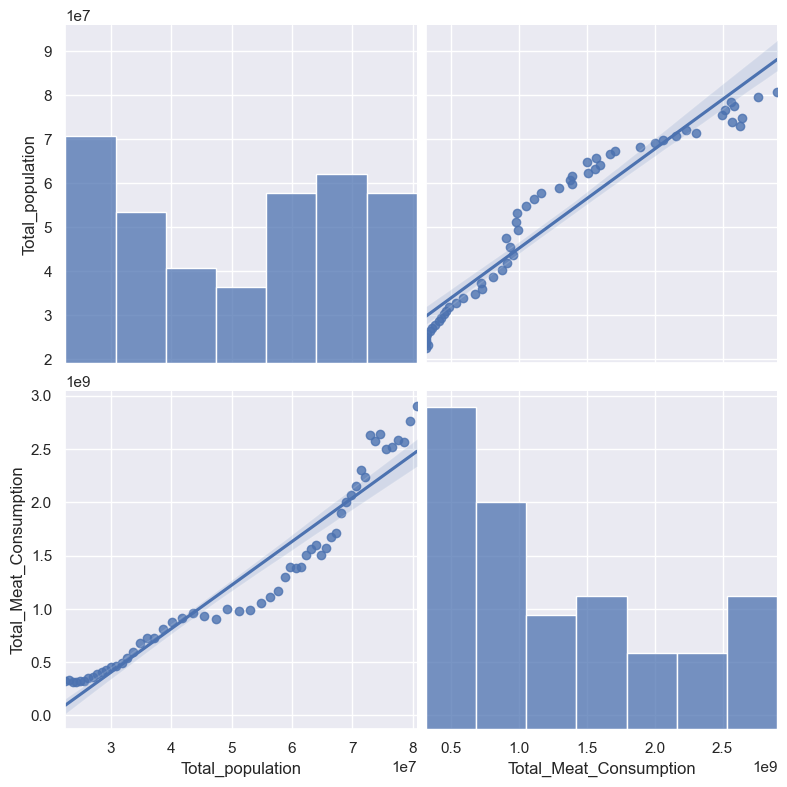 1e7
9
8
7
6
5
4
3
2
Total_population
1e9
3.0
2.5
2.0
1.5
1.0
0.5
0.0
Total_Meat_Consumption
3 4 5 6 7 8
Total_population 1e7
0.5 1.0 1.5 2.0 2.5
Total_Meat_Consumption 1e9